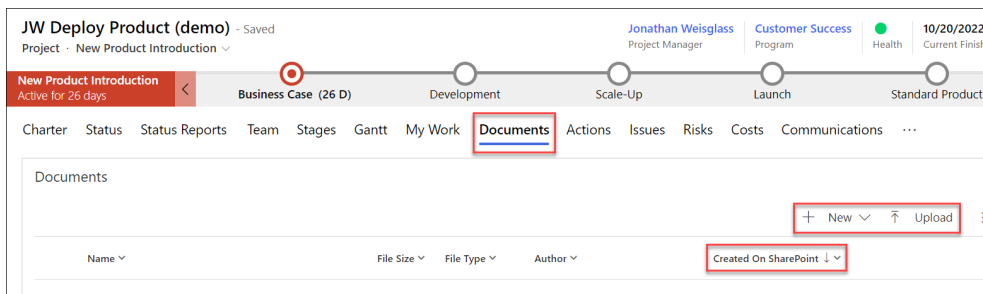 JW Deploy Product (demo) - Saved
Project · New Product Introduction
Jonathan Weisglass
Project Manager
Customer Success
Program
Health
10/20/2022
Current Finish
New Product Introduction
Active for 26 days
Business Case (26 D)
Development
Scale-Up
Launch
Standard Product
Charter Status Status Reports Team Stages Gantt My Work Documents Actions Issues Risks Costs Communications ...
Documents
+ New Upload
Name File Size File Type Author Created On SharePoint ↓